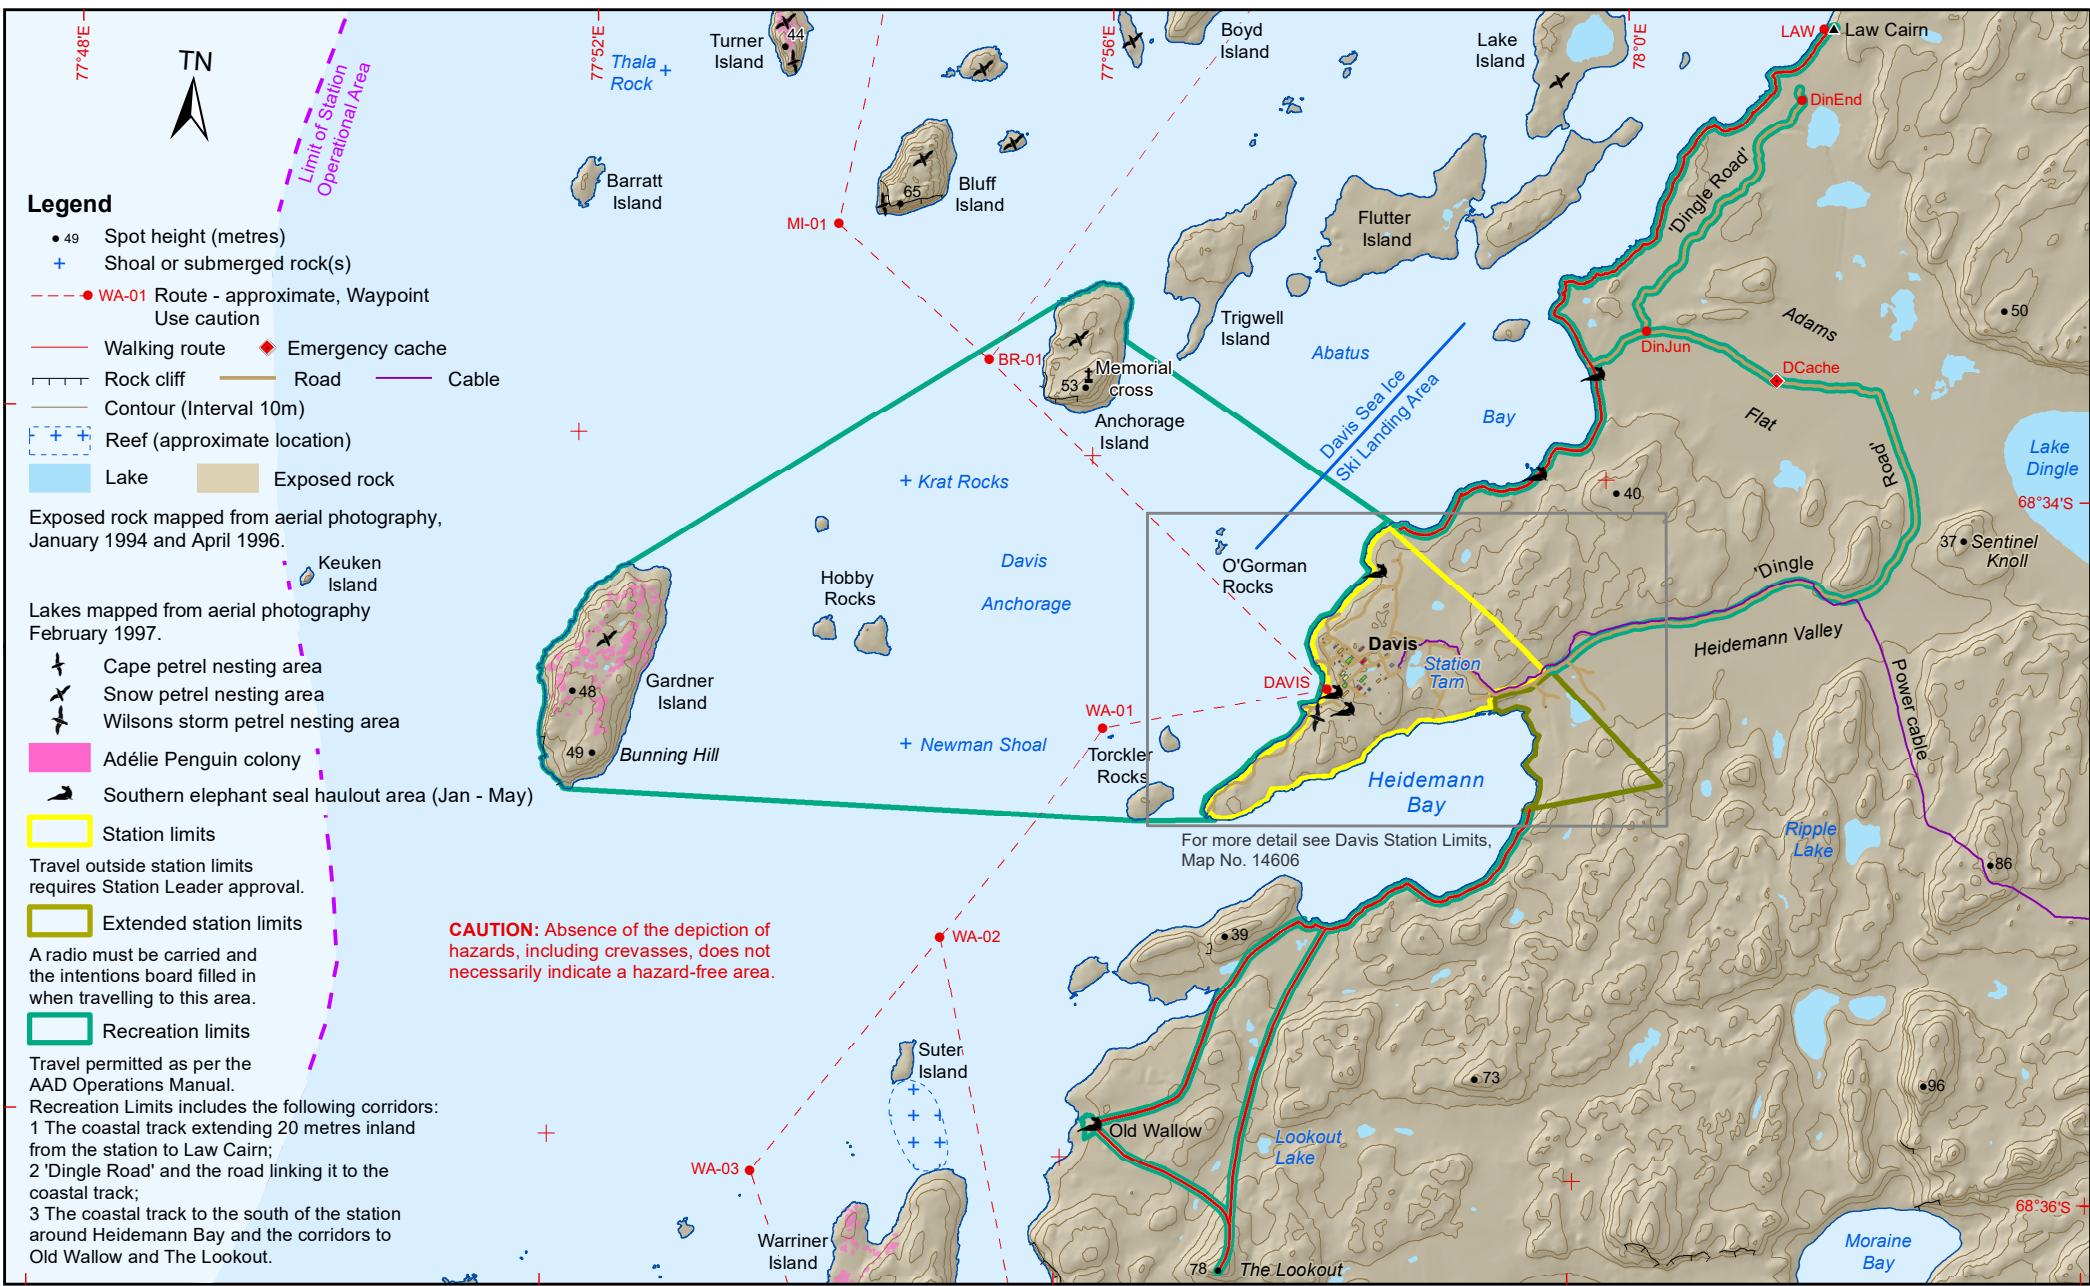 77°48'E
77°52'E
77°56'E
78°0'E
TN
Limit of Station
Operational Area
Thala
Rock
Turner
Island
44
Boyd
Island
Lake
Island
LAW
Law Cairn
DinEnd
Barratt
Island
65
Bluff
Island
MI-01
Flutter
Island
'Dingle Road'
Trigwell
Island
BR-01
Memorial
cross
53
Anchorage
Island
Abatus
Bay
Davis Sea Ice
Ski Landing Area
DinJun
DCache
Adams
Flat
50
Road'
Lake
Dingle
68°34'S
40
37
Sentinel
Knoll
Krat Rocks
Davis
Anchorage
Hobby
Rocks
O'Gorman
Rocks
Keuken
Island
'Dingle
Heidemann Valley
Davis
Station
Tarn
DAVIS
Power cable
48
Gardner
Island
49
Bunning Hill
WA-01
Newman Shoal
Torckler
Rocks
Heidemann
Bay
For more detail see Davis Station Limits,
Map No. 14606
Ripple
Lake
86
CAUTION: Absence of the depiction of
hazards, including crevasses, does not
necessarily indicate a hazard-free area.
WA-02
39
Suter
Island
73
96
Old Wallow
Lookout
Lake
WA-03
Warriner
Island
78
The Lookout
68°36'S
Moraine
Bay
Legend
49 Spot height (metres)
Shoal or submerged rock(s)
WA-01 Route - approximate, Waypoint
Use caution
Walking route Emergency cache
Rock cliff Road Cable
Contour (Interval 10m)
Reef (approximate location)
Lake Exposed rock
Exposed rock mapped from aerial photography,
January 1994 and April 1996.
Lakes mapped from aerial photography
February 1997.
Cape petrel nesting area
Snow petrel nesting area
Wilsons storm petrel nesting area
Adélie Penguin colony
Southern elephant seal haulout area (Jan - May)
Station limits
Travel outside station limits
requires Station Leader approval.
Extended station limits
A radio must be carried and
the intentions board filled in
when travelling to this area.
Recreation limits
Travel permitted as per the
AAD Operations Manual.
Recreation Limits includes the following corridors:
1 The coastal track extending 20 metres inland
from the station to Law Cairn;
2 'Dingle Road' and the road linking it to the
coastal track;
3 The coastal track to the south of the station
around Heidemann Bay and the corridors to
Old Wallow and The Lookout.